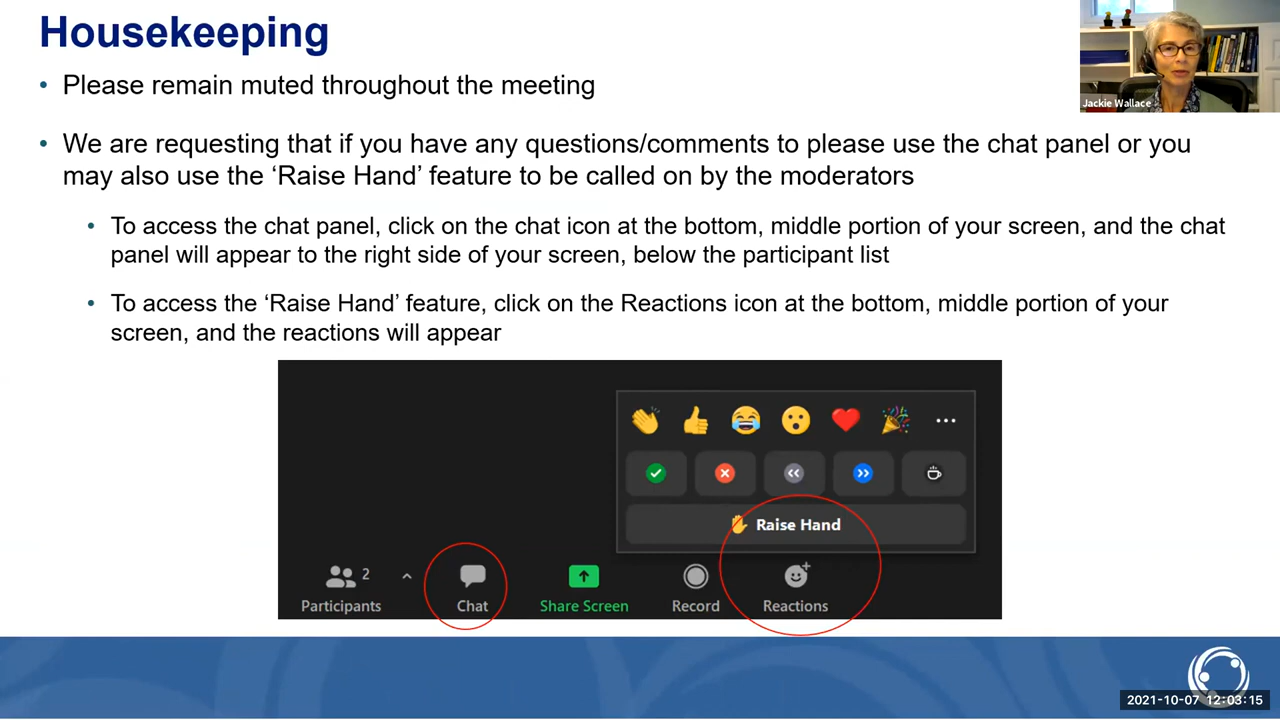 Housekeeping
• Please remain muted throughout the meeting
• We are requesting that if you have any questions/comments to please use the chat panel or you
may also use the ‘Raise Hand’ feature to be called on by the moderators
• To access the chat panel, click on the chat icon at the bottom, middle portion of your screen, and the chat
panel will appear to the right side of your screen, below the participant list
• To access the ‘Raise Hand’ feature, click on the Reactions icon at the bottom, middle portion of your
screen, and the reactions will appear
Jackie Wallace
Raise Hand
2
Participants
Chat
Share Screen
Record
Reactions
2021-10-07 12:03:15